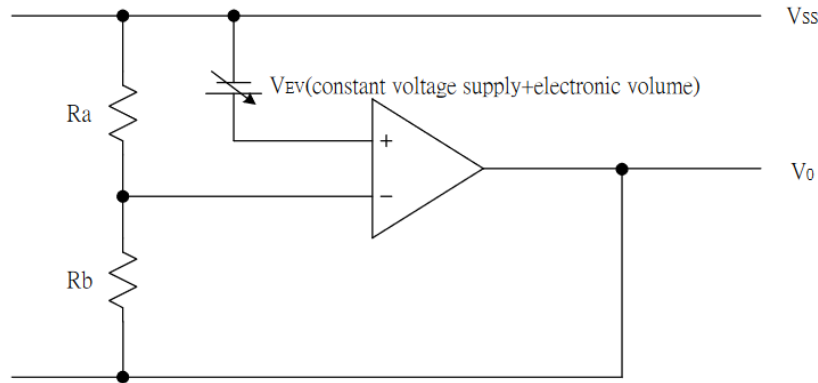 VSS
VEV(constant voltage supply+electronic volume)
Ra
+
V0
−
Rb